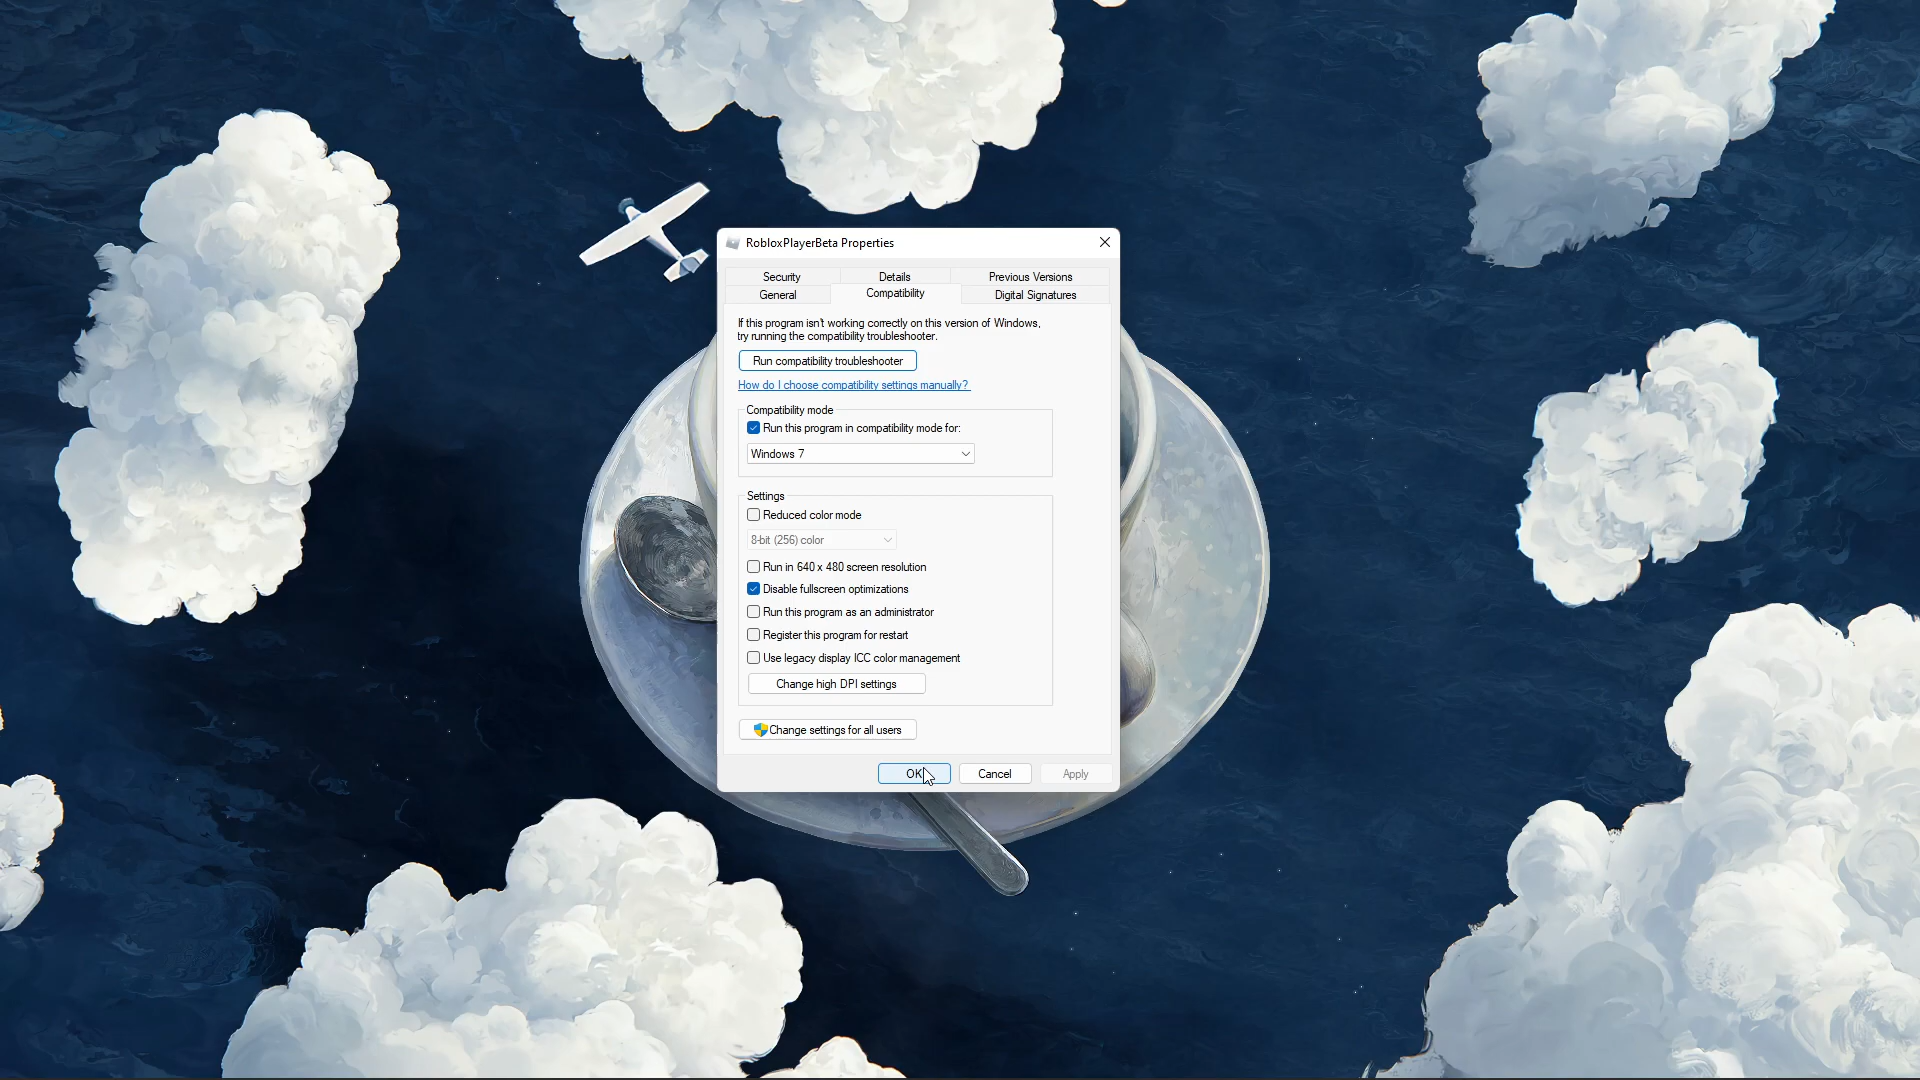 RobloxPlayerBeta Properties
Security Details Previous Versions
General Compatibility Digital Signatures
If this program isn't working correctly on this version of Windows,
try running the compatibility troubleshooter.
Run compatibility troubleshooter
How do I choose compatibility settings manually?
Compatibility mode
Run this program in compatibility mode for:
Windows 7
Settings
Reduced color mode
8-bit (256) color
Run in 640 x 480 screen resolution
Disable fullscreen optimizations
Run this program as an administrator
Register this program for restart
Use legacy display ICC color management
Change high DPI settings
Change settings for all users
OK Cancel Apply